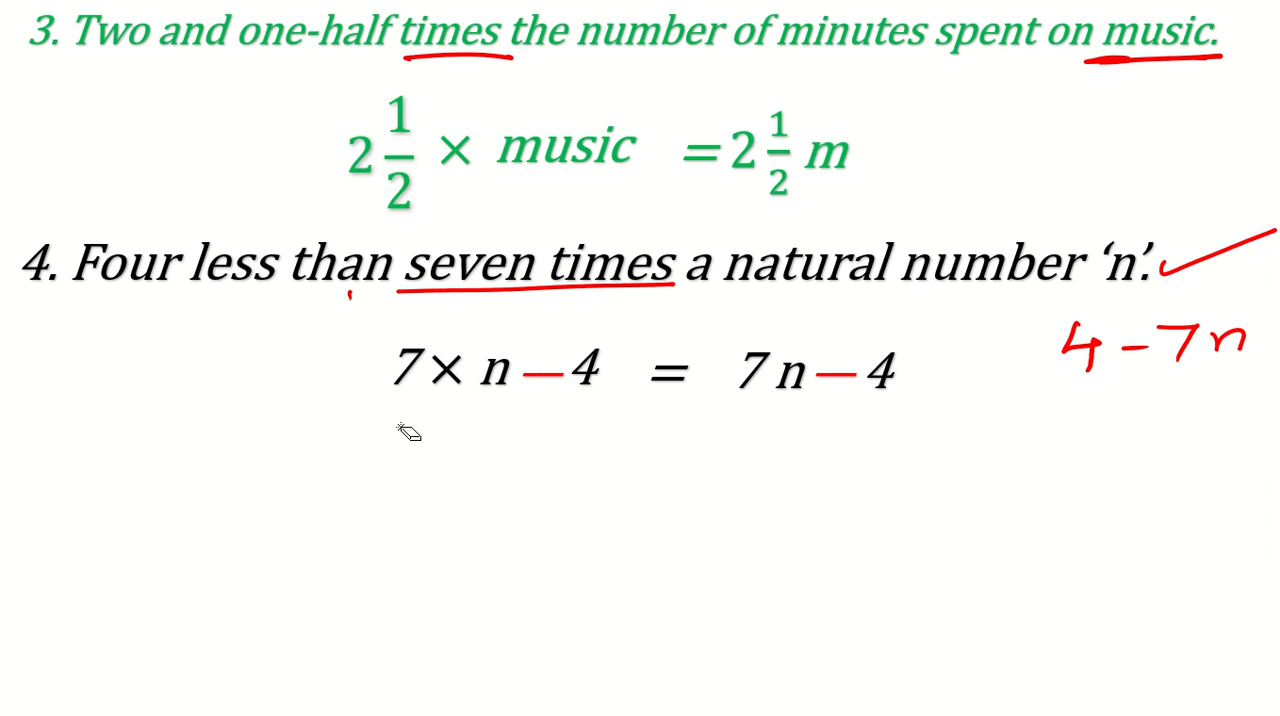 3. Two and one-half times the number of minutes spent on music.
2 1/2 × music = 2 1/2 m
4. Four less than seven times a natural number ‘n’.
4 – 7n
7 × n — 4 = 7 n — 4